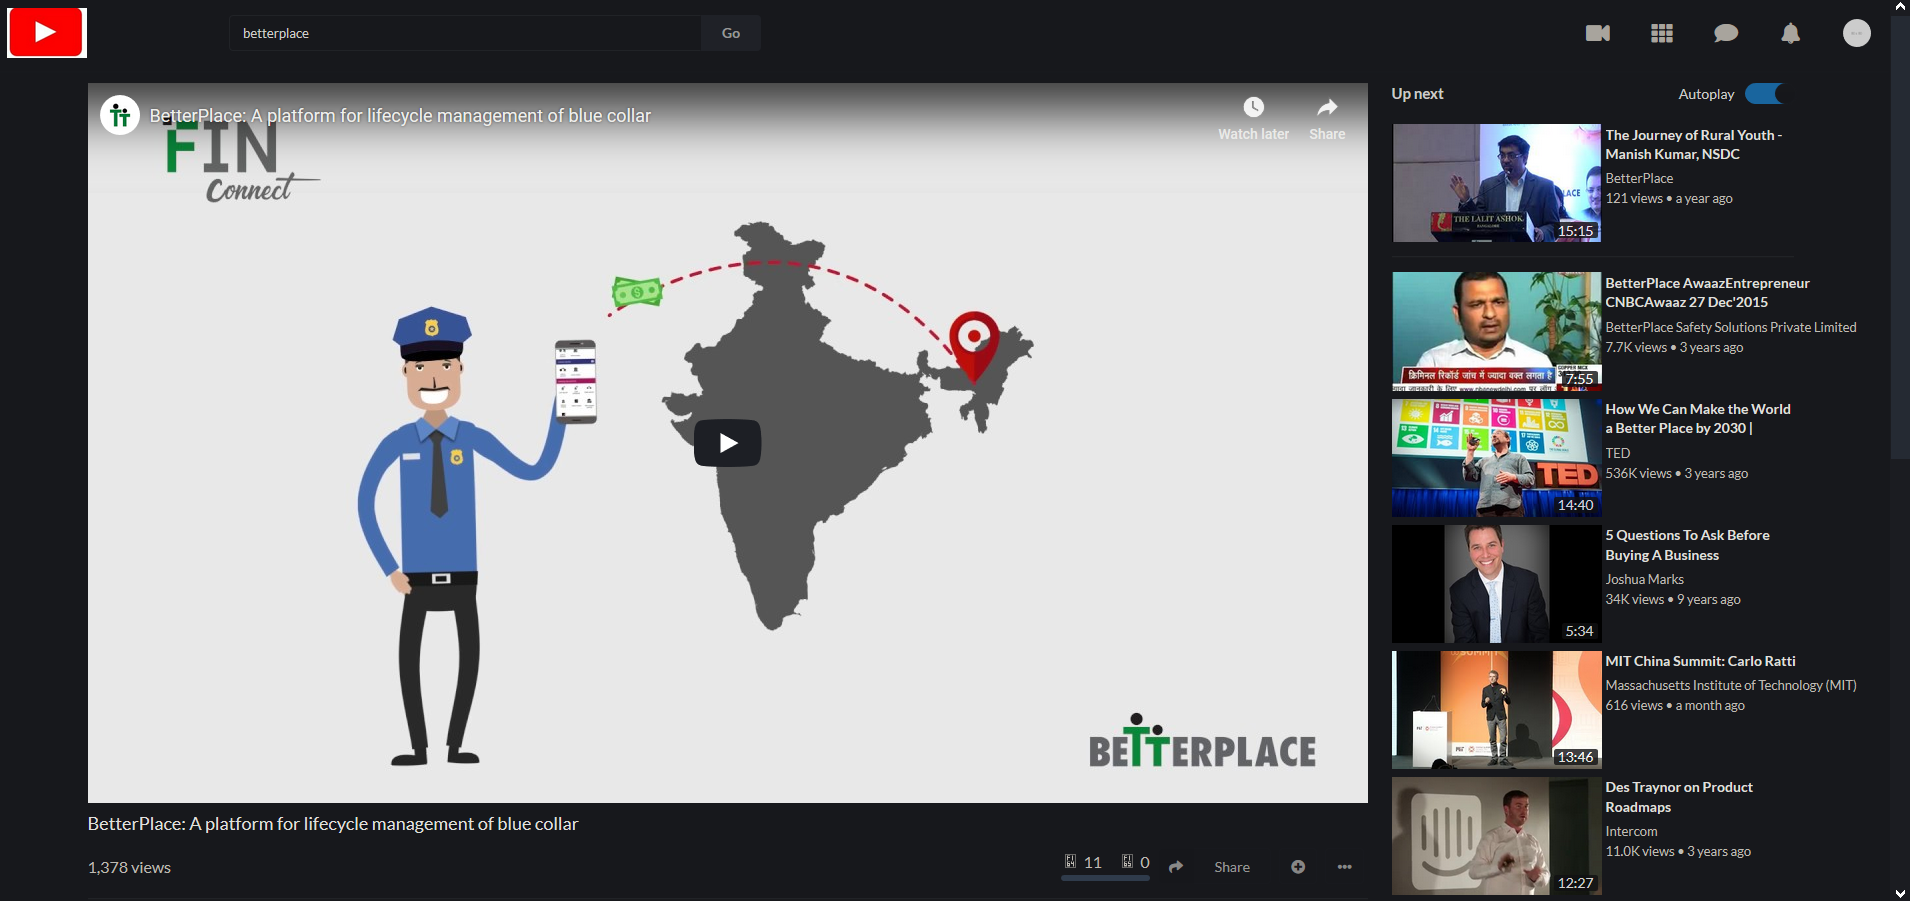 betterplace
Go
BetterPlace: A platform for lifecycle management of blue collar
Watch later
Share
FIN
Connect
BETTERPLACE
BetterPlace: A platform for lifecycle management of blue collar
1,378 views
11
0
Share
Up next
Autoplay
The Journey of Rural Youth -
Manish Kumar, NSDC
BetterPlace
121 views • a year ago
THE LALIT ASHOK
BANGALORE
15:15
BetterPlace AwaazEntrepreneur
CNBCAwaaz 27 Dec'2015
BetterPlace Safety Solutions Private Limited
7.7K views • 3 years ago
क्रिमिनल रिकॉर्ड जांच में ज्यादा वक्त लगता है
COPPER MCX
7:55
How We Can Make the World
a Better Place by 2030 |
TED
536K views • 3 years ago
TED
14:40
5 Questions To Ask Before
Buying A Business
Joshua Marks
34K views • 9 years ago
5:34
MIT China Summit: Carlo Ratti
Massachusetts Institute of Technology (MIT)
616 views • a month ago
13:46
Des Traynor on Product
Roadmaps
Intercom
11.0K views • 3 years ago
12:27